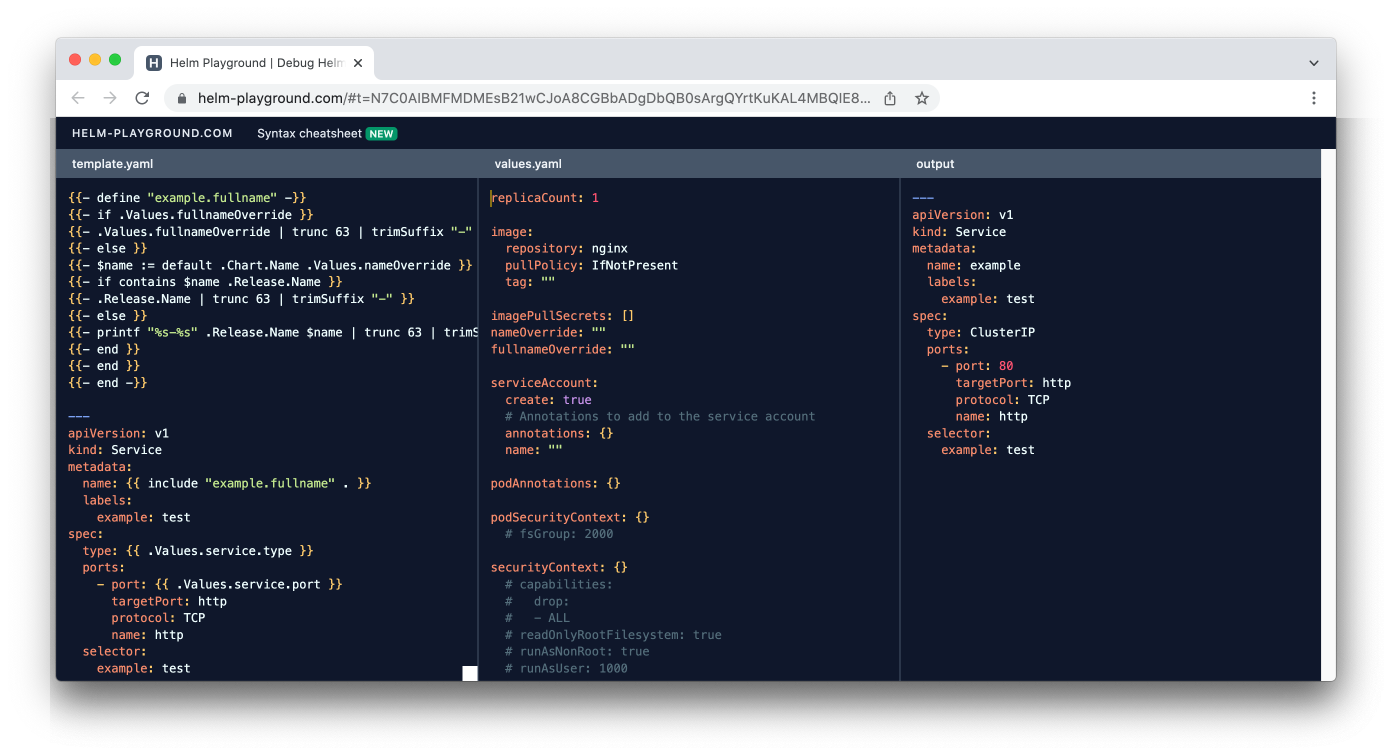 Helm Playground | Debug Helm
helm-playground.com/#t=N7C0AIBMFMDMEsB21wCJoA8CGBbADgDbQB0sArgQYrtKuKAL4MBQIE8...
HELM-PLAYGROUND.COM Syntax cheatsheet NEW
template.yaml
{{- define "example.fullname" -}}
{{- if .Values.fullnameOverride }}
{{- .Values.fullnameOverride | trunc 63 | trimSuffix "-"
{{- else }}
{{- $name := default .Chart.Name .Values.nameOverride }}
{{- if contains $name .Release.Name }}
{{- .Release.Name | trunc 63 | trimSuffix "-" }}
{{- else }}
{{- printf "%s-%s" .Release.Name $name | trunc 63 | trimS
{{- end }}
{{- end }}
{{- end -}}
---
apiVersion: v1
kind: Service
metadata:
  name: {{ include "example.fullname" . }}
  labels:
    example: test
spec:
  type: {{ .Values.service.type }}
  ports:
    - port: {{ .Values.service.port }}
      targetPort: http
      protocol: TCP
      name: http
  selector:
    example: test
values.yaml
replicaCount: 1
image:
  repository: nginx
  pullPolicy: IfNotPresent
  tag: ""
imagePullSecrets: []
nameOverride: ""
fullnameOverride: ""
serviceAccount:
  create: true
  # Annotations to add to the service account
  annotations: {}
  name: ""
podAnnotations: {}
podSecurityContext: {}
  # fsGroup: 2000
securityContext: {}
  # capabilities:
  #   drop:
  #   - ALL
  # readOnlyRootFilesystem: true
  # runAsNonRoot: true
  # runAsUser: 1000
output
---
apiVersion: v1
kind: Service
metadata:
  name: example
  labels:
    example: test
spec:
  type: ClusterIP
  ports:
    - port: 80
      targetPort: http
      protocol: TCP
      name: http
  selector:
    example: test